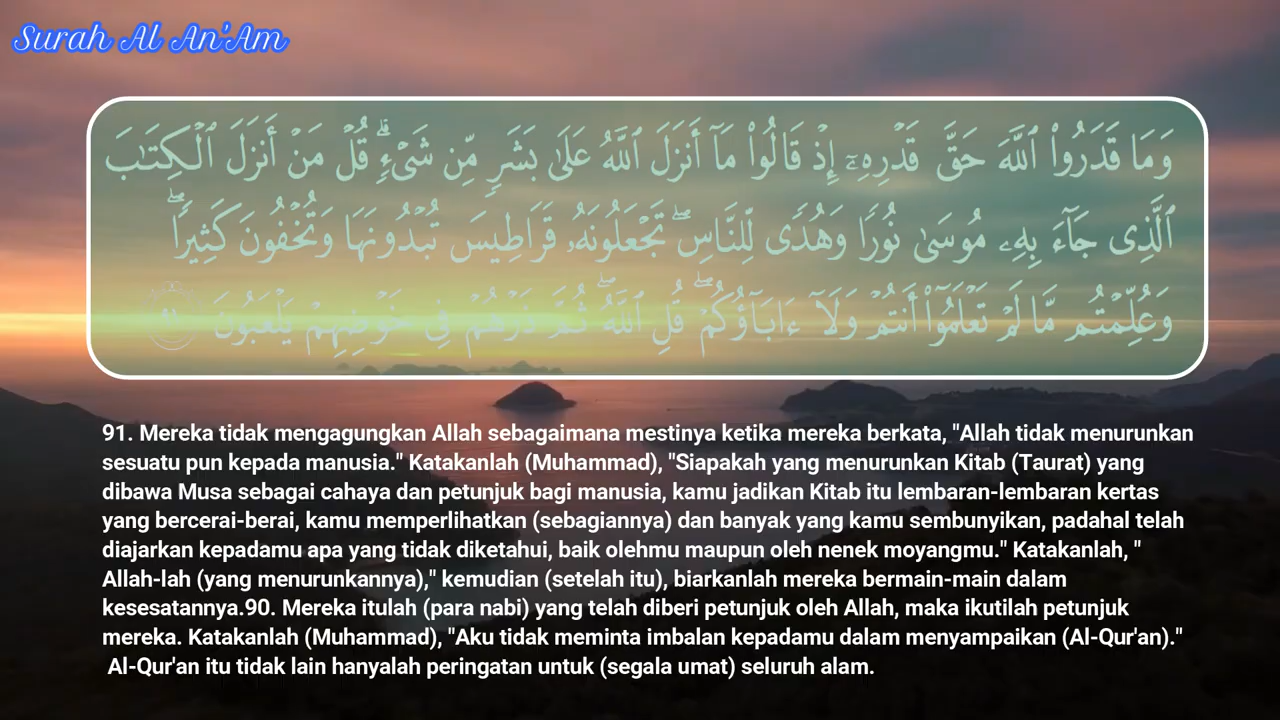 Surah Al An'Am
وَمَا قَدَرُوا۟ ٱللَّهَ حَقَّ قَدْرِهِۦٓ إِذْ قَالُوا۟ مَآ أَنزَلَ ٱللَّهُ عَلَىٰ بَشَرٍ مِّن شَىْءٍ ۗ قُلْ مَنْ أَنزَلَ ٱلْكِتَـٰبَ
ٱلَّذِى جَآءَ بِهِۦ مُوسَىٰ نُورًا وَهُدًى لِّلنَّاسِ ۖ تَجْعَلُونَهُۥ قَرَاطِيسَ تُبْدُونَهَا وَتُخْفُونَ كَثِيرًا ۖ
وَعُلِّمْتُم مَّا لَمْ تَعْلَمُوٓا۟ أَنتُمْ وَلَآ ءَابَآؤُكُمْ ۖ قُلِ ٱللَّهُ ۖ ثُمَّ ذَرْهُمْ فِى خَوْضِهِمْ يَلْعَبُونَ
91. Mereka tidak mengagungkan Allah sebagaimana mestinya ketika mereka berkata, "Allah tidak menurunkan
sesuatu pun kepada manusia." Katakanlah (Muhammad), "Siapakah yang menurunkan Kitab (Taurat) yang
dibawa Musa sebagai cahaya dan petunjuk bagi manusia, kamu jadikan Kitab itu lembaran-lembaran kertas
yang bercerai-berai, kamu memperlihatkan (sebagiannya) dan banyak yang kamu sembunyikan, padahal telah
diajarkan kepadamu apa yang tidak diketahui, baik olehmu maupun oleh nenek moyangmu." Katakanlah, "
Allah-lah (yang menurunkannya)," kemudian (setelah itu), biarkanlah mereka bermain-main dalam
kesesatannya.90. Mereka itulah (para nabi) yang telah diberi petunjuk oleh Allah, maka ikutilah petunjuk
mereka. Katakanlah (Muhammad), "Aku tidak meminta imbalan kepadamu dalam menyampaikan (Al-Qur'an)."
Al-Qur'an itu tidak lain hanyalah peringatan untuk (segala umat) seluruh alam.